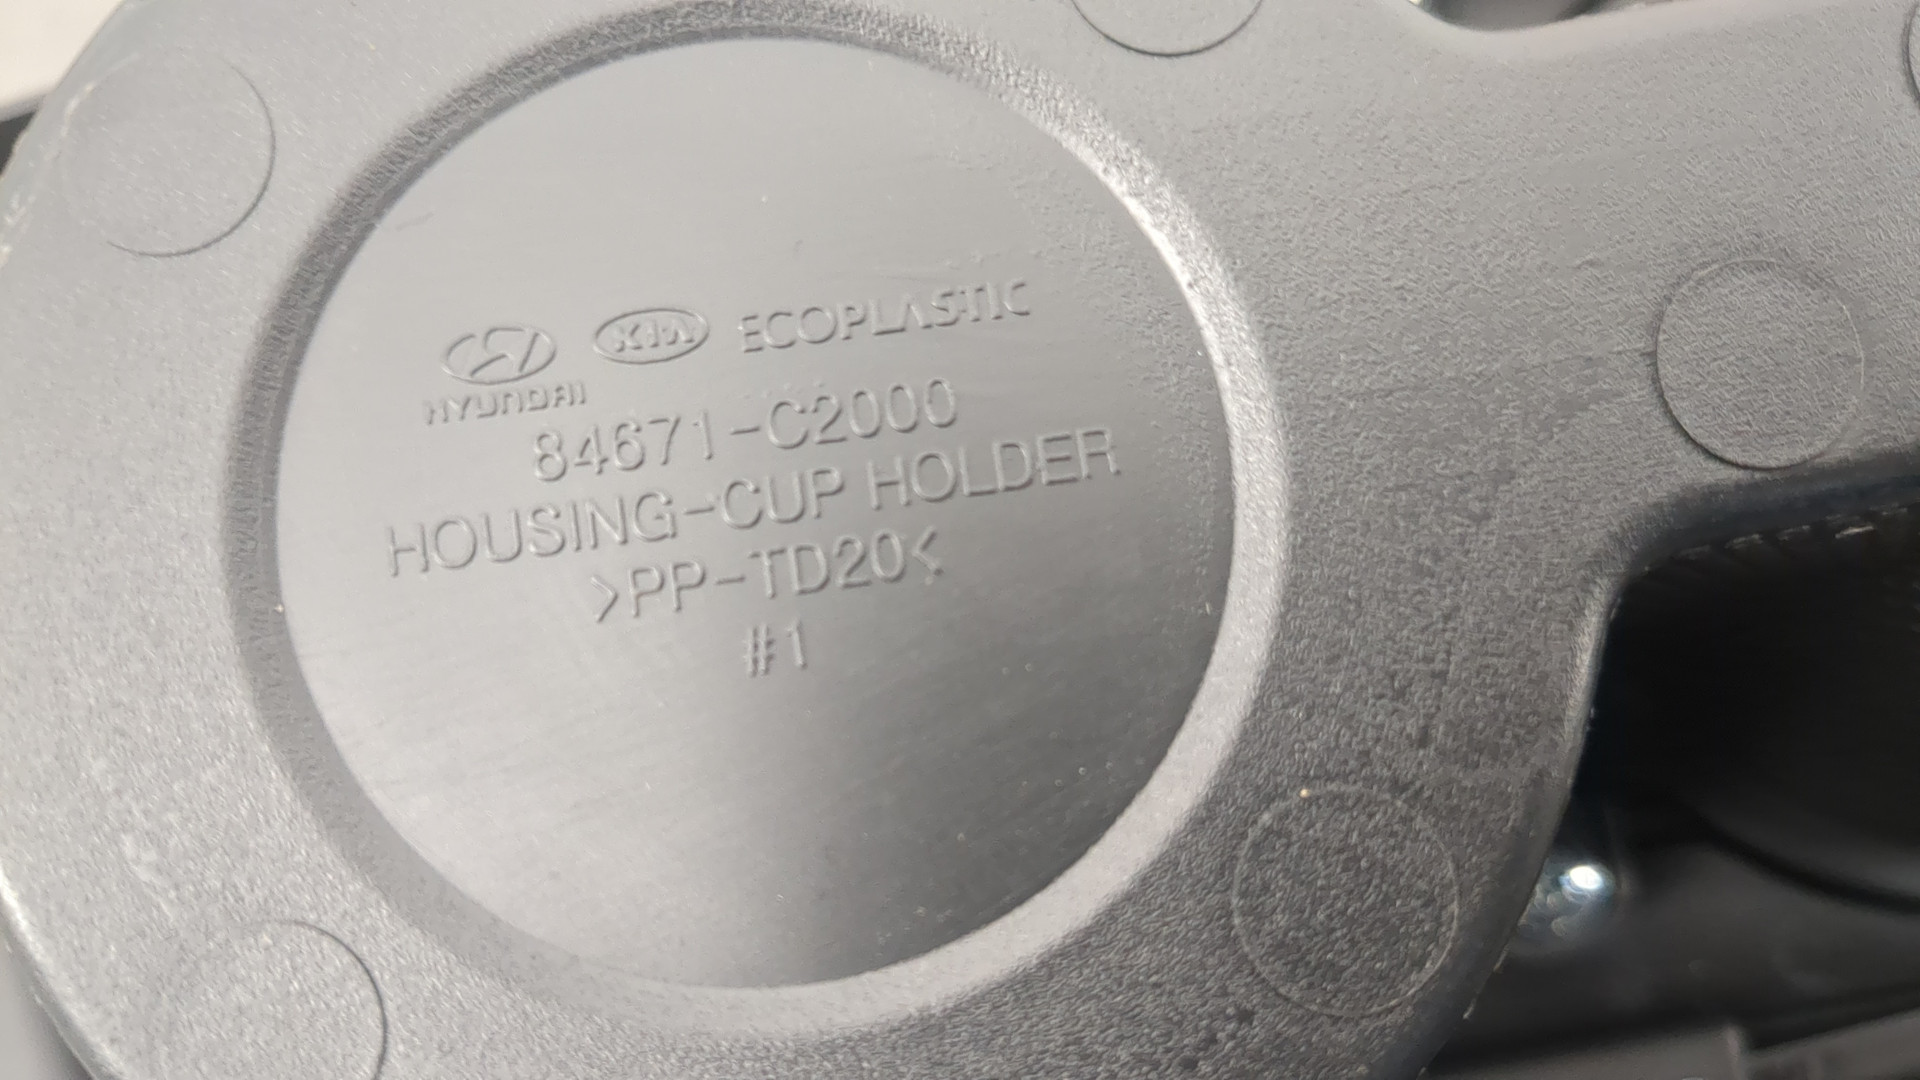 HYUNDAI KIA ECOPLASTIC
84671-C2000
HOUSING-CUP HOLDER
>PP-TD20<
#1